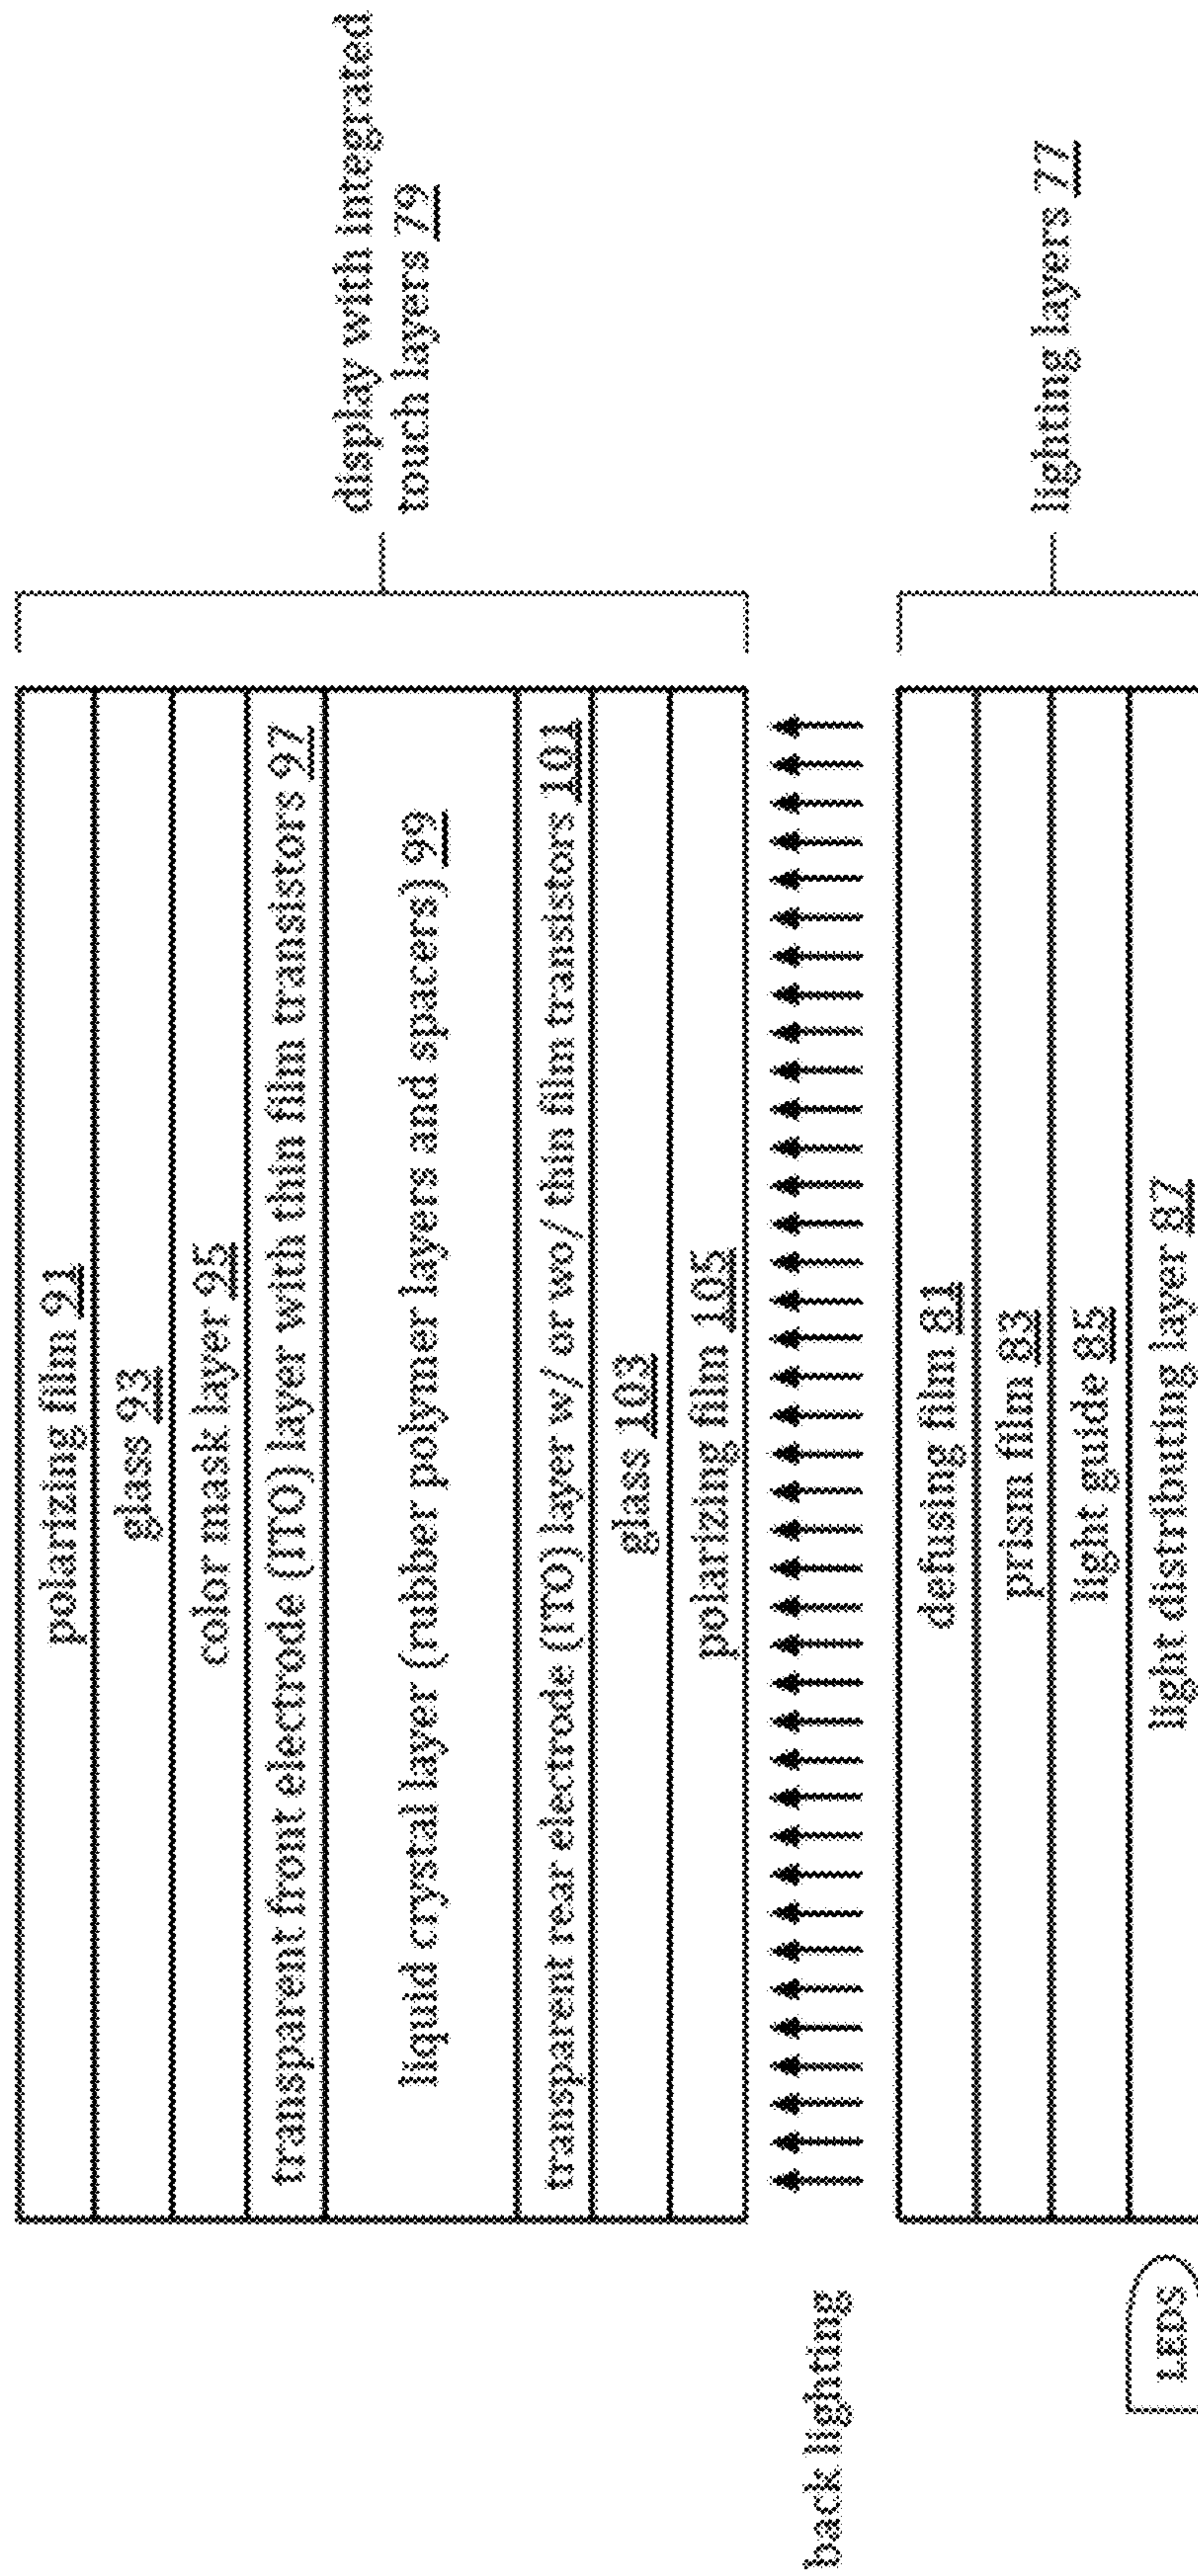 polarizing film 91
glass 93
color mask layer 95
transparent front electrode (ITO) layer with thin film transistors 97
liquid crystal layer (rubber polymer layers and spacers) 99
transparent rear electrode (ITO) layer w/ or wo/ thin film transistors 101
glass 103
polarizing film 105
display with integrated
touch layers 79
back lighting
defusing film 81
prism film 83
light guide 85
light distributing layer 87
lighting layers 77
LEDS